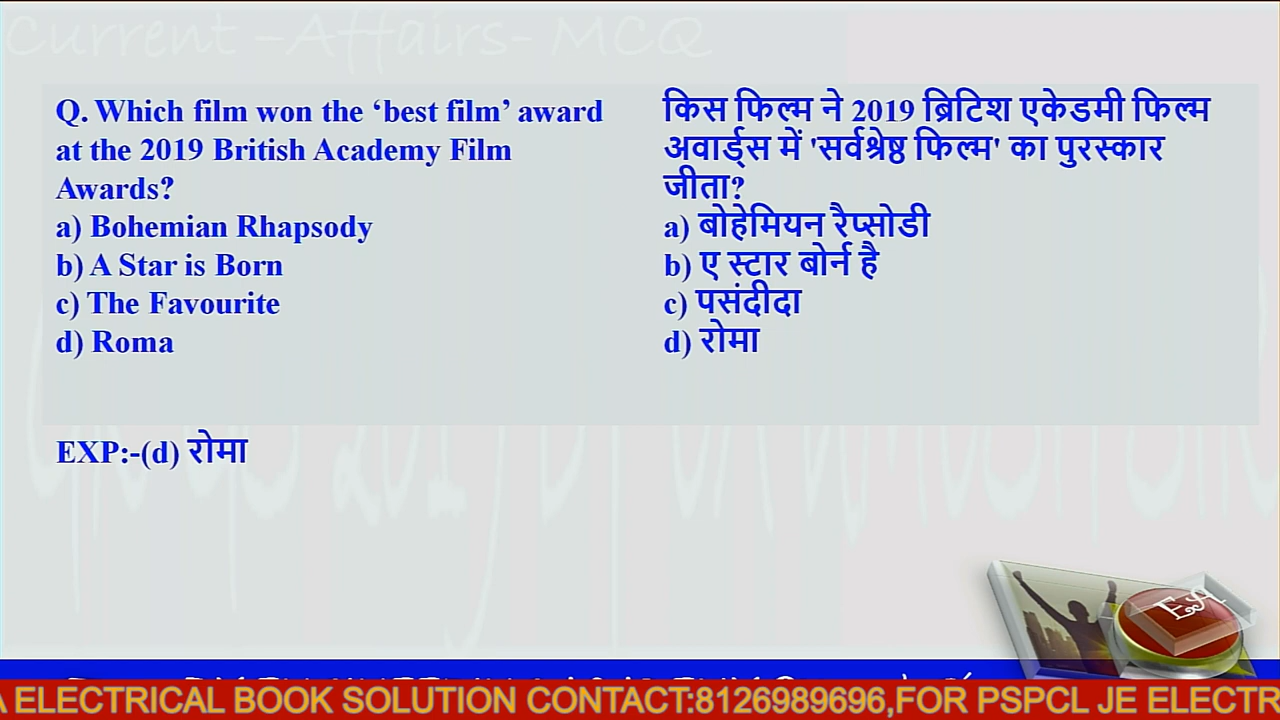 Current -Affairs- MCQ
Q. Which film won the ‘best film’ award
at the 2019 British Academy Film
Awards?
a) Bohemian Rhapsody
b) A Star is Born
c) The Favourite
d) Roma
किस फिल्म ने 2019 ब्रिटिश एकेडमी फिल्म
अवार्ड्स में 'सर्वश्रेष्ठ फिल्म' का पुरस्कार
जीता?
a) बोहेमियन रैप्सोडी
b) ए स्टार बोर्न है
c) पसंदीदा
d) रोमा
EXP:-(d) रोमा
EA
A ELECTRICAL BOOK SOLUTION CONTACT:8126989696,FOR PSPCL JE ELECTR